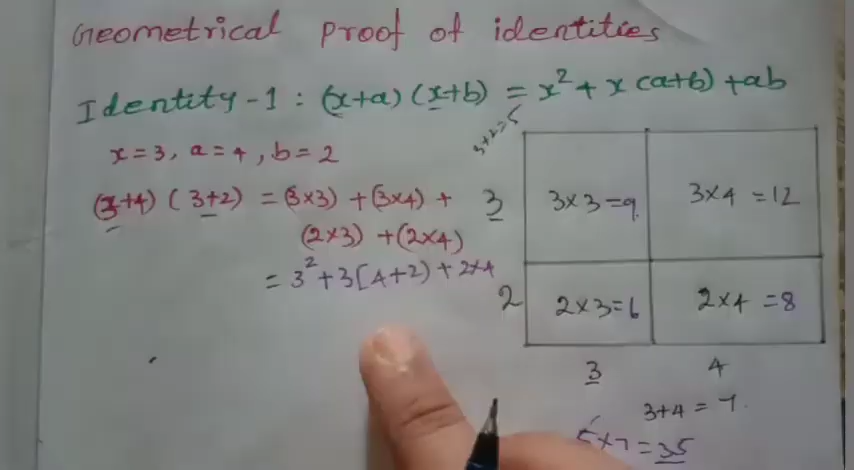 Geometrical proof of identities
Identity-1: (x+a)(x+b) = x² + x(a+b) + ab
x=3, a=4, b=2
3+2=5
(3+4)(3+2) = (3×3) + (3×4) +
(2×3) + (2×4)
= 3² + 3[4+2) + 2×4
3
3×3=9
3×4=12
2
2×3=6
2×4=8
3
4
3+4=7.
5×7=35